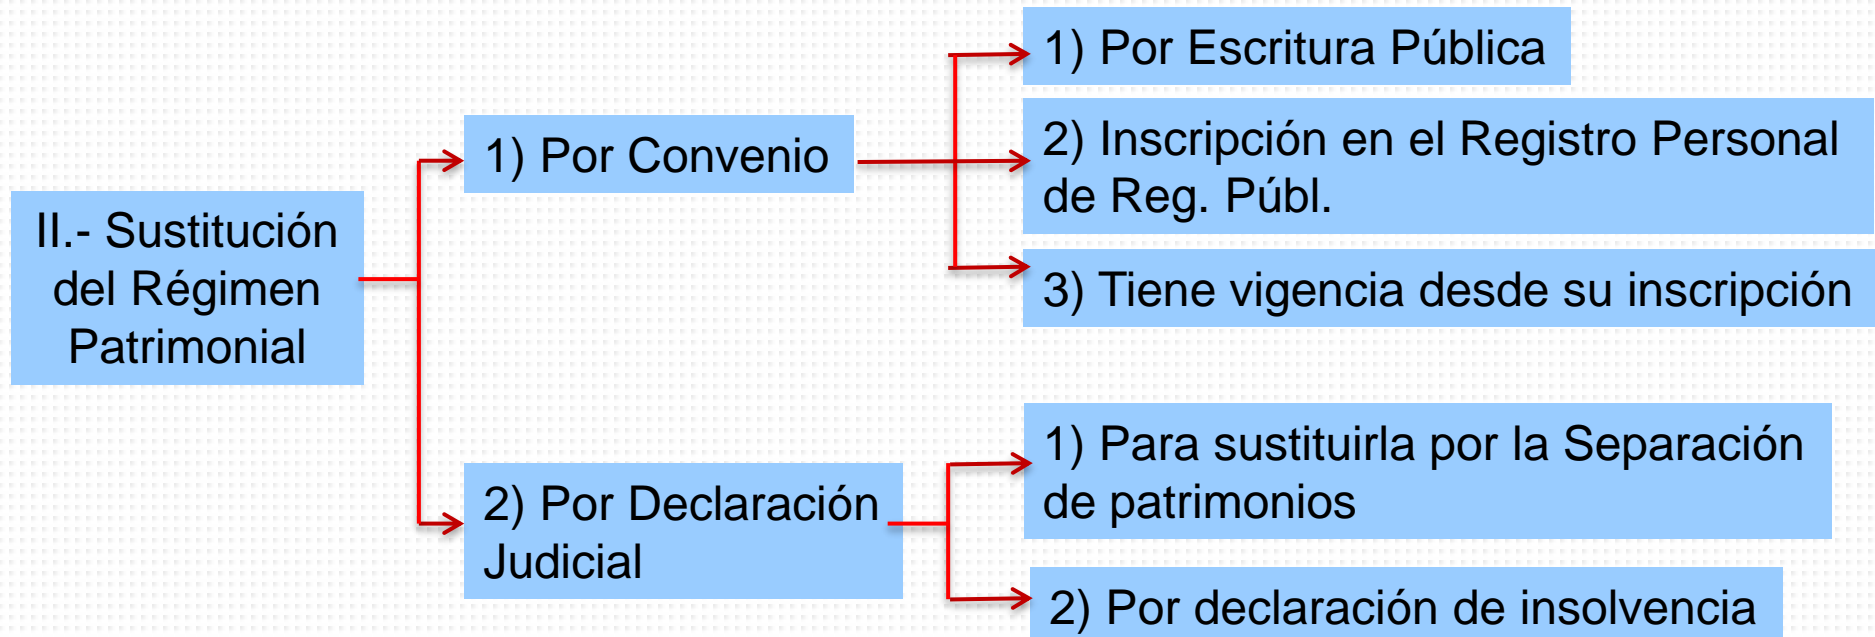 II.- Sustitución
del Régimen
Patrimonial
1) Por Convenio
1) Por Escritura Pública
2) Inscripción en el Registro Personal
de Reg. Públ.
3) Tiene vigencia desde su inscripción
2) Por Declaración
Judicial
1) Para sustituirla por la Separación
de patrimonios
2) Por declaración de insolvencia